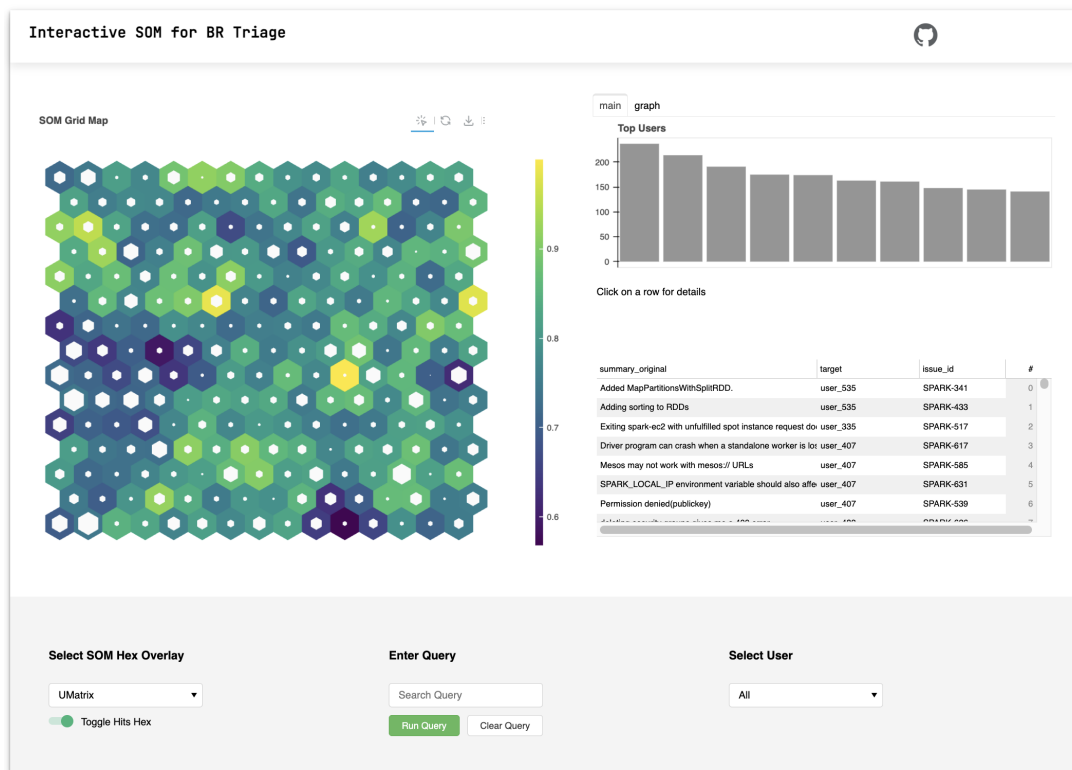 Interactive SOM for BR Triage
SOM Grid Map
0.9
0.8
0.7
0.6
main graph
Top Users
200
150
100
50
0
Click on a row for details
summary_original target issue_id #
Added MapPartitionsWithSplitRDD. user_535 SPARK-341 0
Adding sorting to RDDs user_535 SPARK-433 1
Exiting spark-ec2 with unfulfilled spot instance request do user_335 SPARK-517 2
Driver program can crash when a standalone worker is los user_407 SPARK-617 3
Mesos may not work with mesos:// URLs user_407 SPARK-585 4
SPARK_LOCAL_IP environment variable should also affe user_407 SPARK-631 5
Permission denied(publickey) user_407 SPARK-539 6
Select SOM Hex Overlay
UMatrix
Toggle Hits Hex
Enter Query
Search Query
Run Query Clear Query
Select User
All